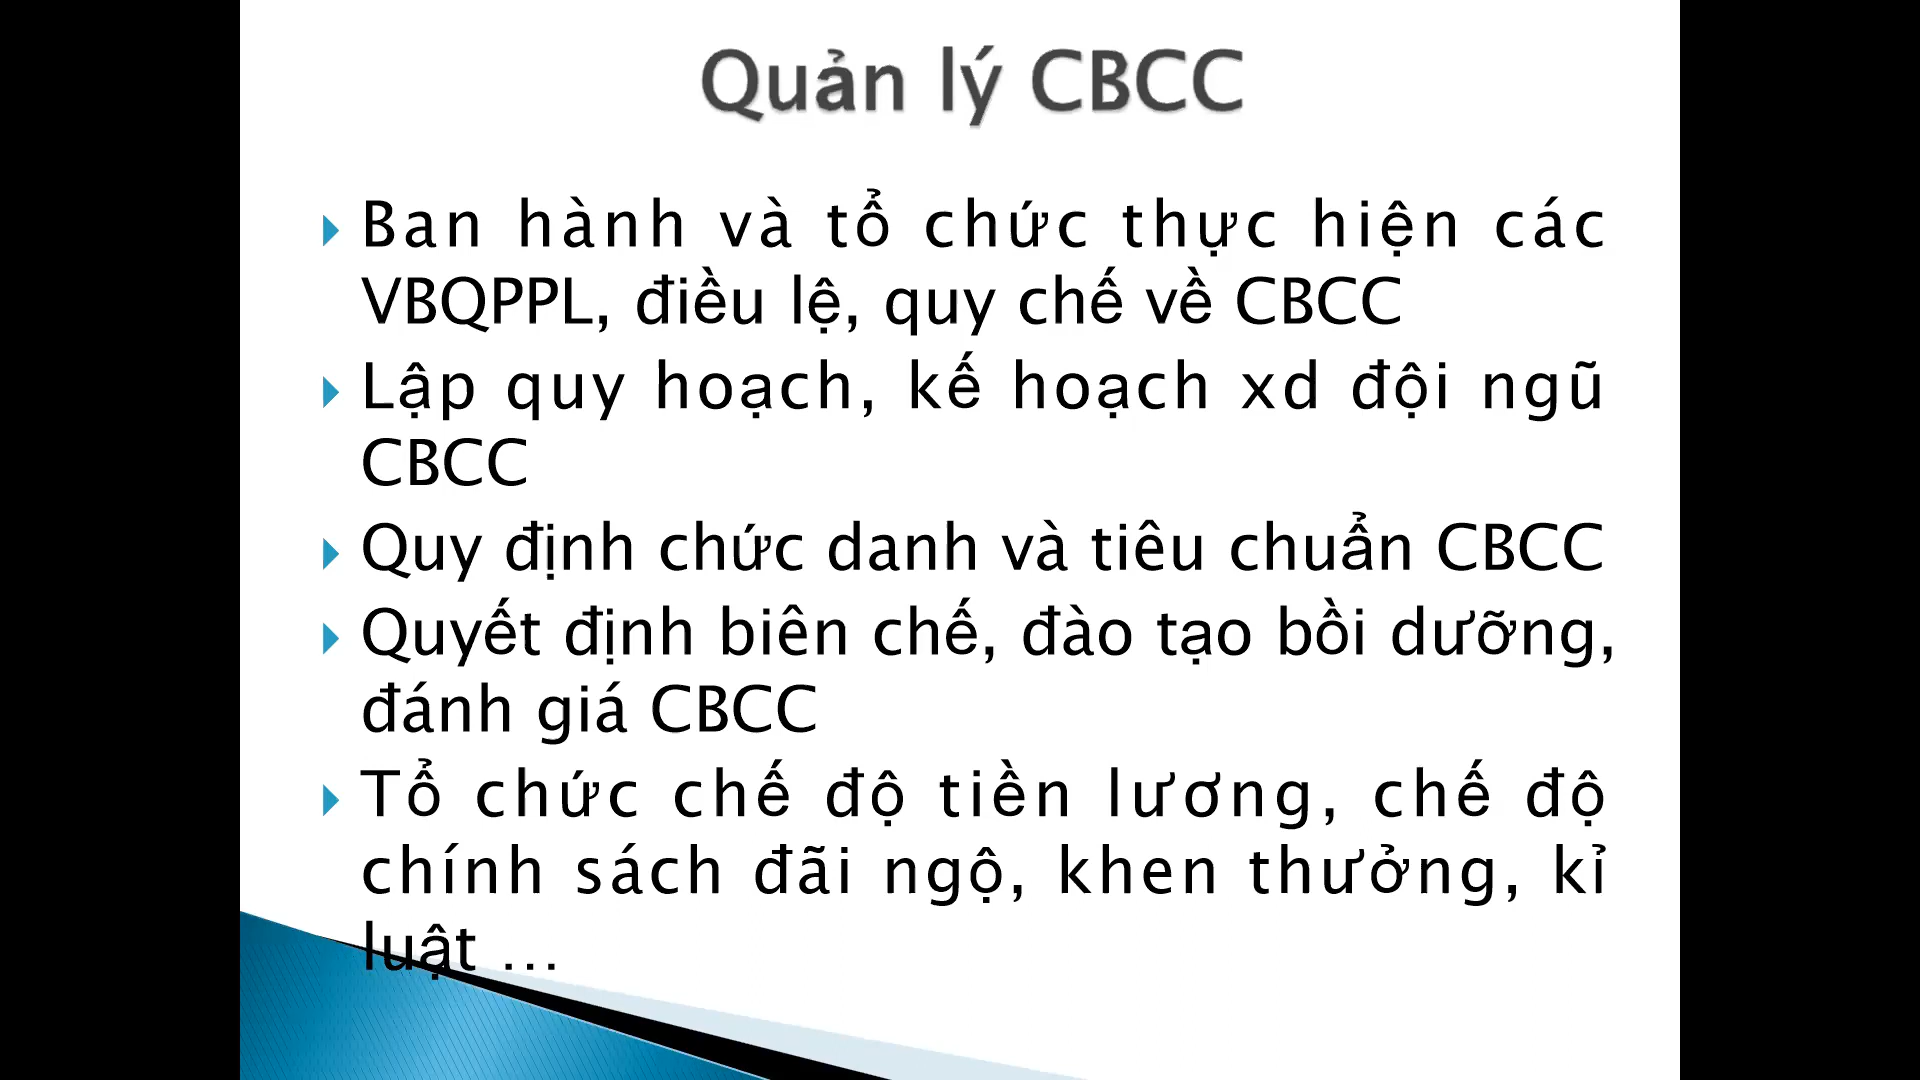 Quản lý CBCC
Ban hành và tổ chức thực hiện các
VBQPPL, điều lệ, quy chế về CBCC
Lập quy hoạch, kế hoạch xd đội ngũ
CBCC
Quy định chức danh và tiêu chuẩn CBCC
Quyết định biên chế, đào tạo bồi dưỡng,
đánh giá CBCC
Tổ chức chế độ tiền lương, chế độ
chính sách đãi ngộ, khen thưởng, kỉ
luật ...